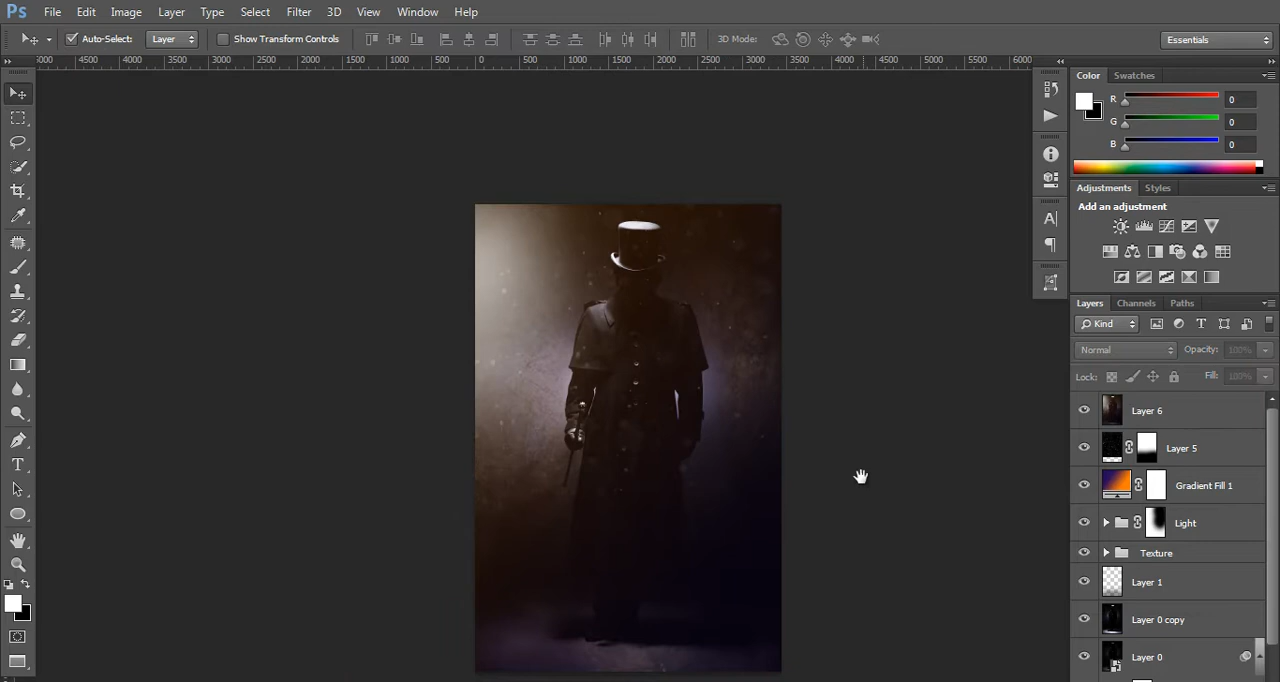 Ps File Edit Image Layer Type Select Filter 3D View Window Help
Auto-Select: Layer Show Transform Controls 3D Mode: Essentials
5000 4500 4000 3500 3000 2500 2000 1500 1000 500 0 500 1000 1500 2000 2500 3000 3500 4000 4500 5000 5500 6000
Color Swatches
R 0
G 0
B 0
Adjustments Styles
Add an adjustment
Layers Channels Paths
Kind
Normal Opacity: 100%
Lock: Fill: 100%
Layer 6
Layer 5
Gradient Fill 1
Light
Texture
Layer 1
Layer 0 copy
Layer 0